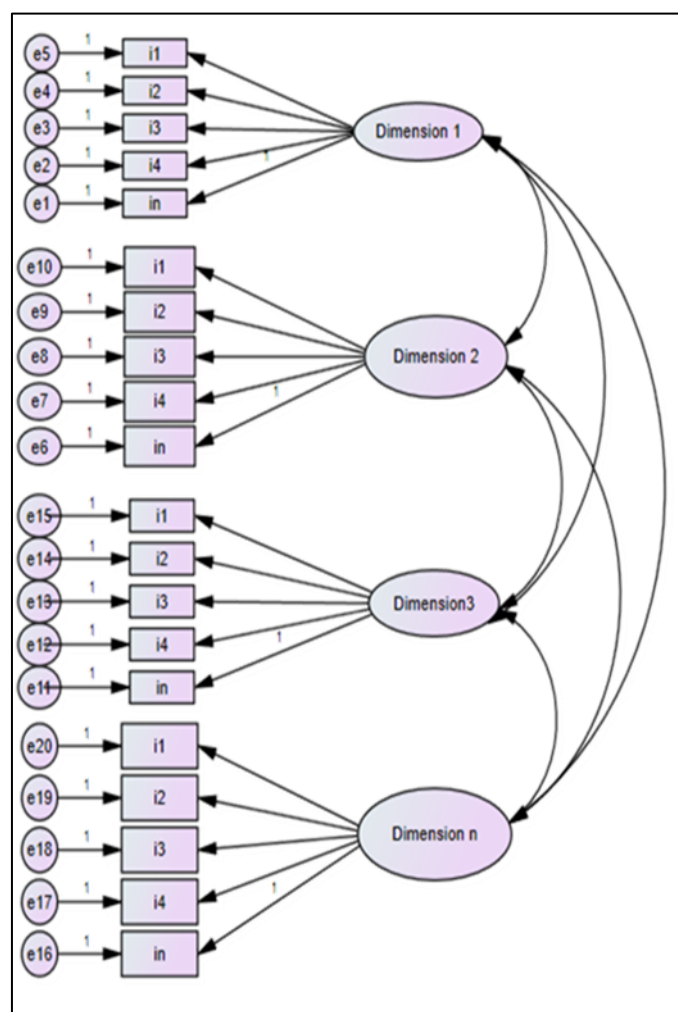 e5 1 i1
e4 1 i2
e3 1 i3
e2 1 i4
e1 1 in
1
Dimension 1
e10 1 i1
e9 1 i2
e8 1 i3
e7 1 i4
e6 1 in
1
Dimension 2
e15 1 i1
e14 1 i2
e13 1 i3
e12 1 i4
e11 1 in
1
Dimension3
e20 1 i1
e19 1 i2
e18 1 i3
e17 1 i4
e16 1 in
1
Dimension n